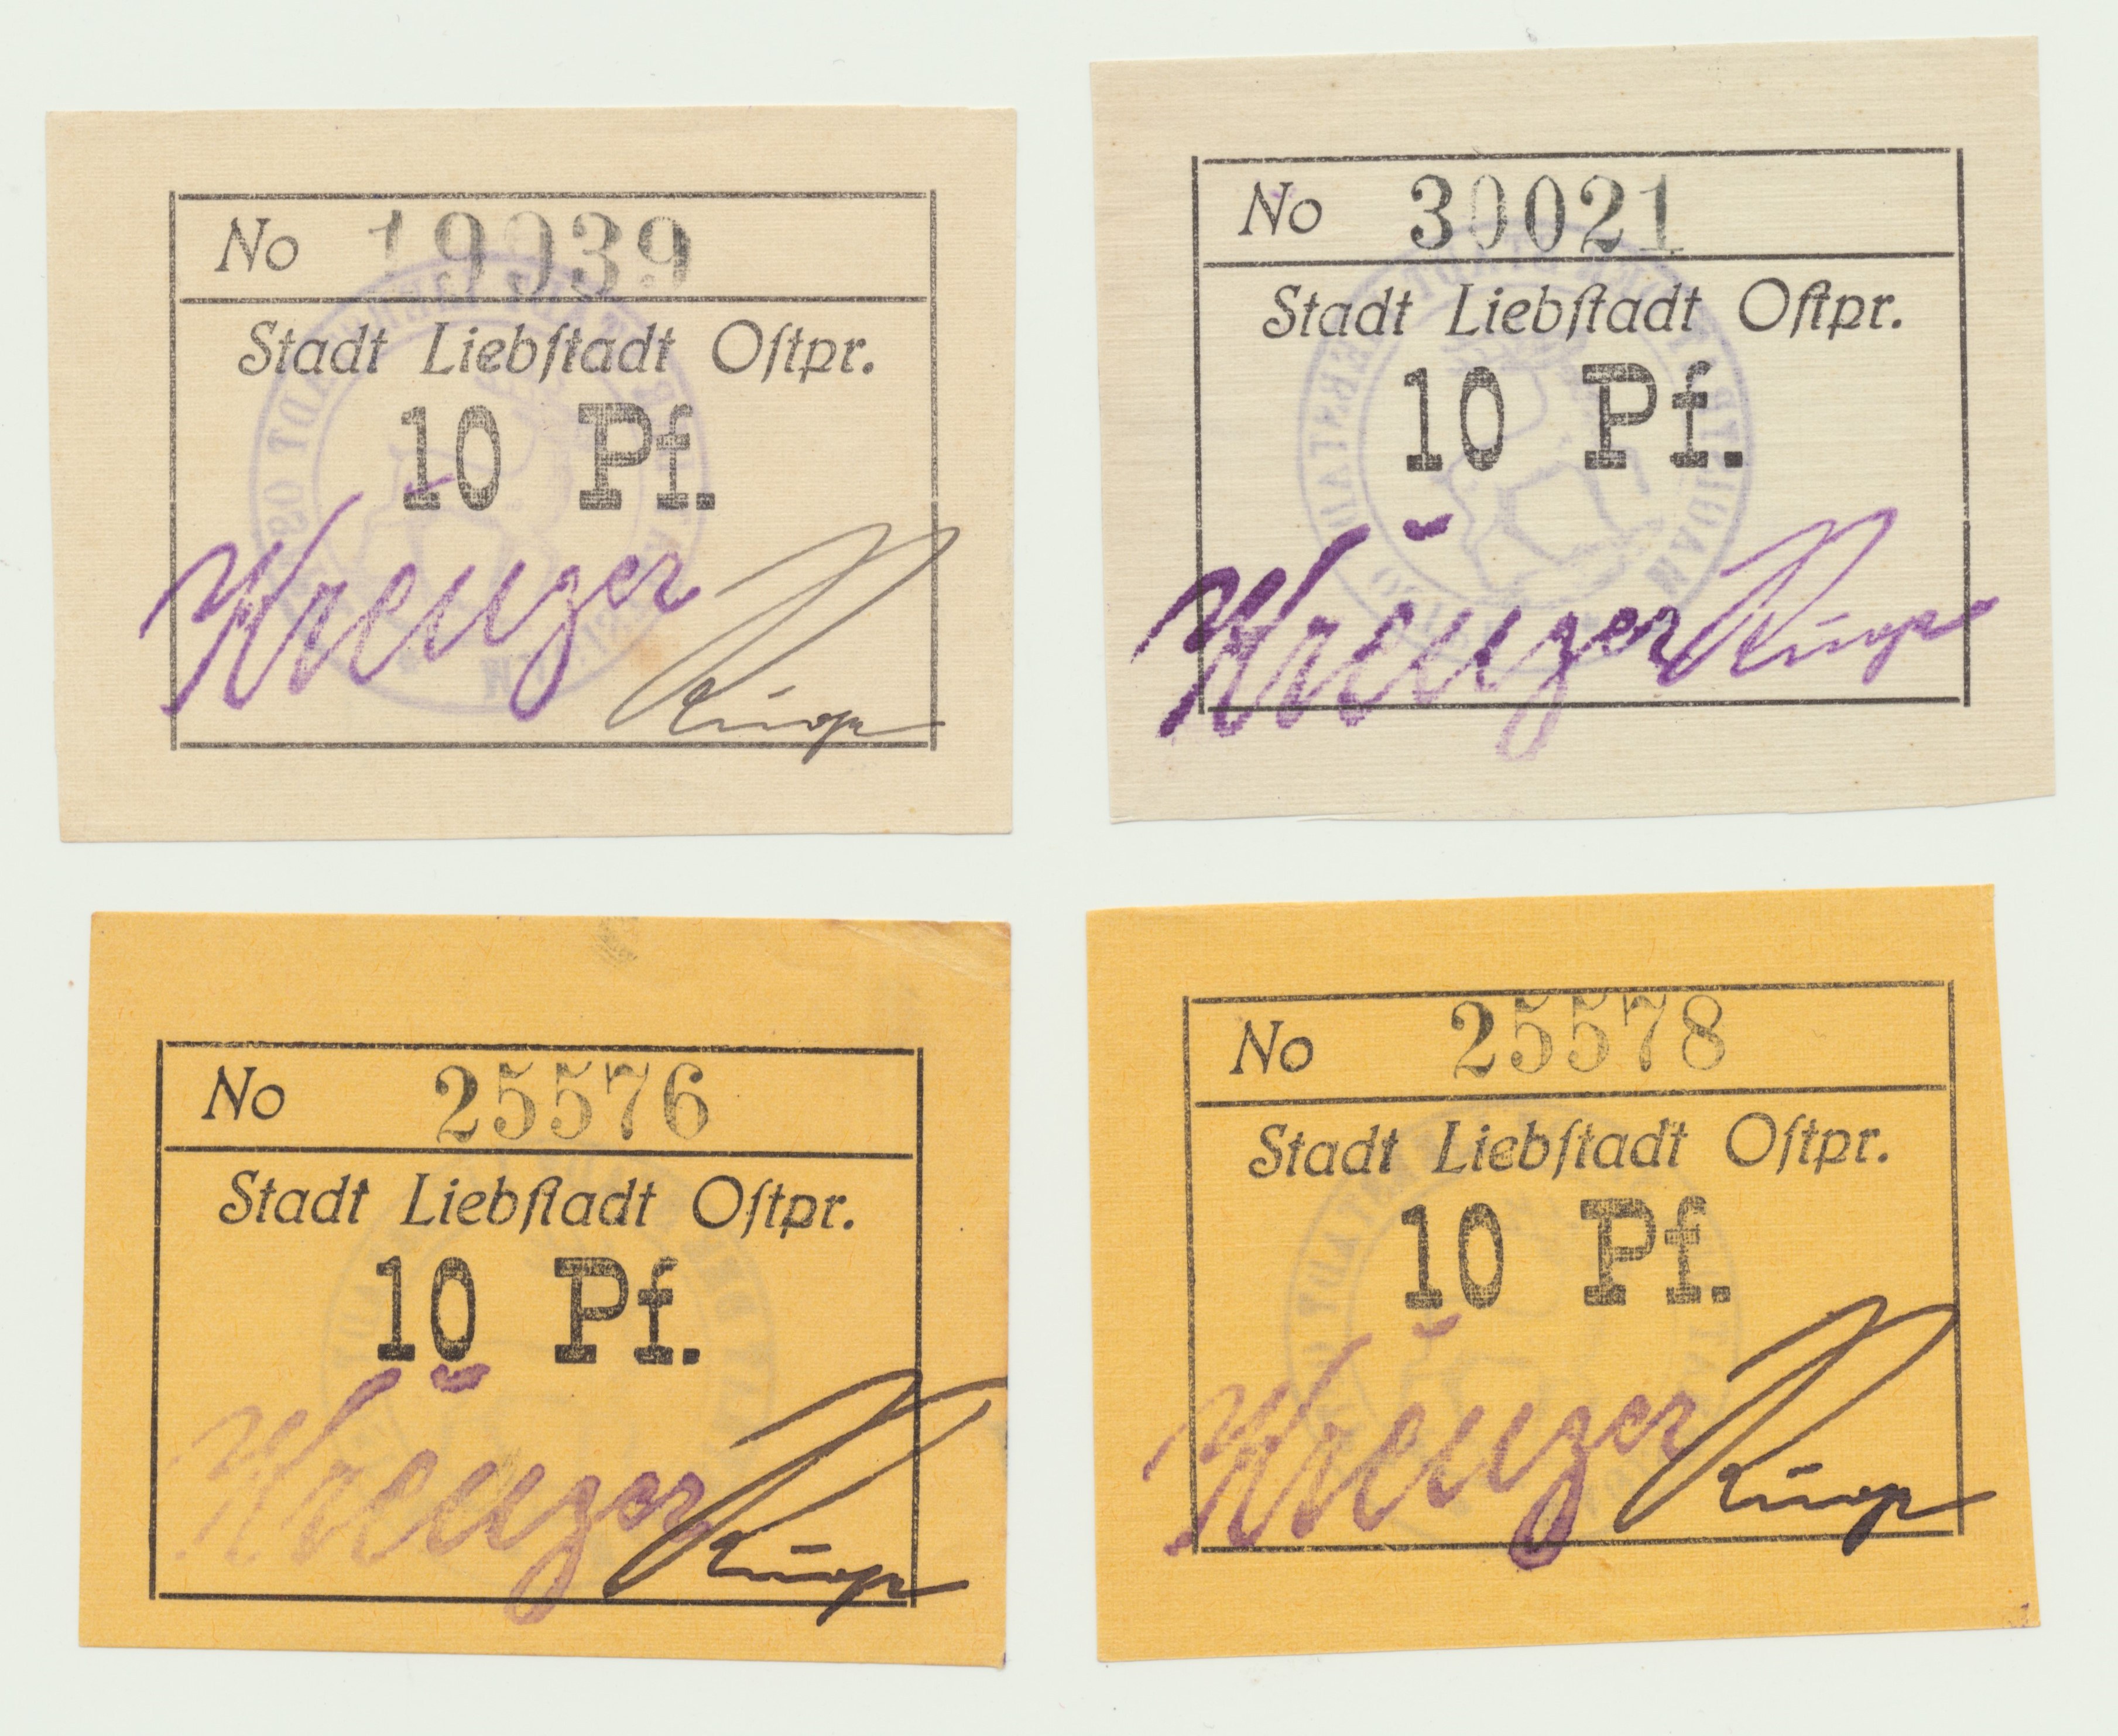 No 19939
Stadt Liebſtadt Oſtpr.
10 Pf.
Kreuzer
No 30021
Stadt Liebſtadt Oſtpr.
10 Pf.
Kreuzer
No 25576
Stadt Liebſtadt Oſtpr.
10 Pf.
Kreuzer
No 25578
Stadt Liebſtadt Oſtpr.
10 Pf.
Kreuzer